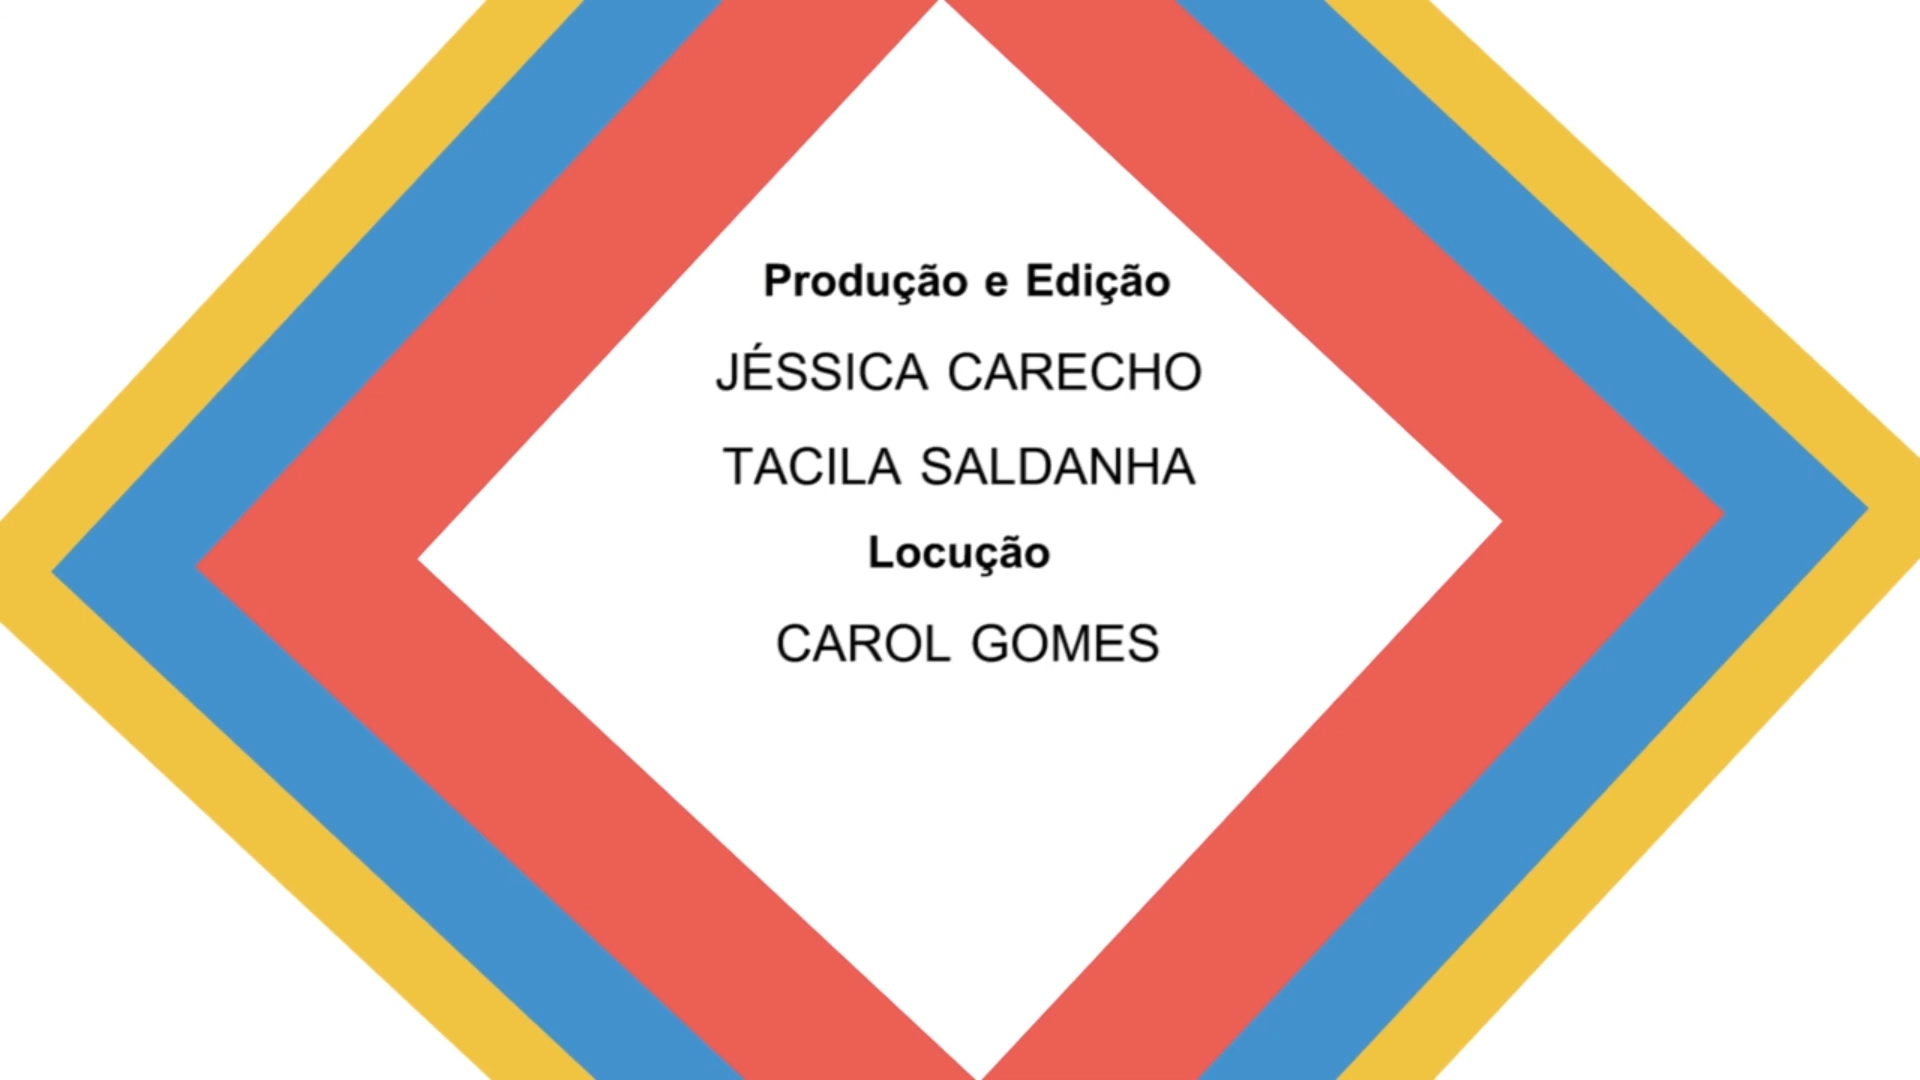 Produção e Edição
JÉSSICA CARECHO
TACILA SALDANHA
Locução
CAROL GOMES